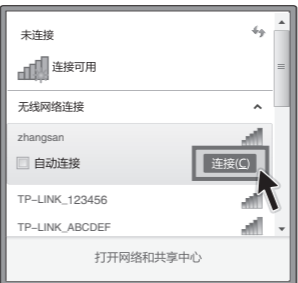 未连接
连接可用
无线网络连接
zhangsan
自动连接
连接(C)
TP-LINK_123456
TP-LINK_ABCDEF
打开网络和共享中心